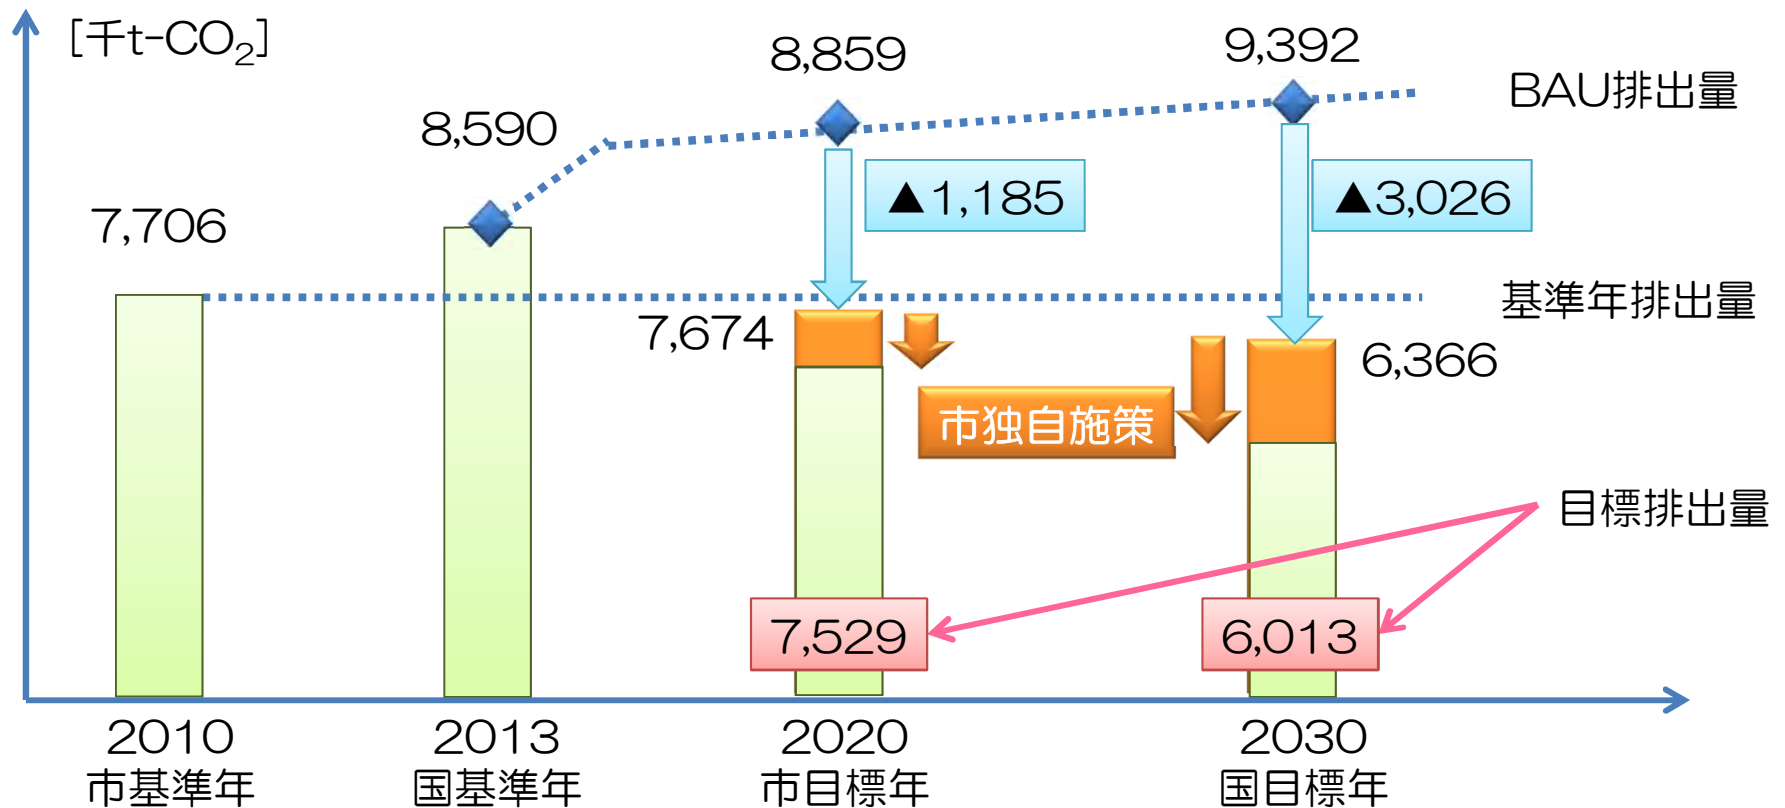 [千t-CO₂]
8,859
9,392
BAU排出量
8,590
▲1,185
▲3,026
7,706
基準年排出量
7,674
6,366
市独自施策
目標排出量
7,529
6,013
2010
市基準年
2013
国基準年
2020
市目標年
2030
国目標年